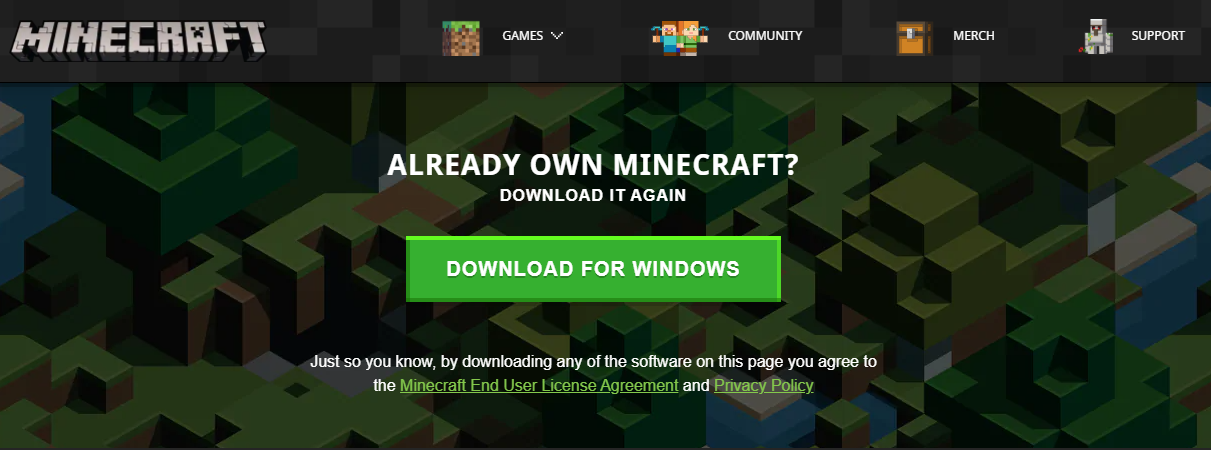 MINECRAFT
GAMES
COMMUNITY
MERCH
SUPPORT
ALREADY OWN MINECRAFT?
DOWNLOAD IT AGAIN
DOWNLOAD FOR WINDOWS
Just so you know, by downloading any of the software on this page you agree to
the Minecraft End User License Agreement and Privacy Policy